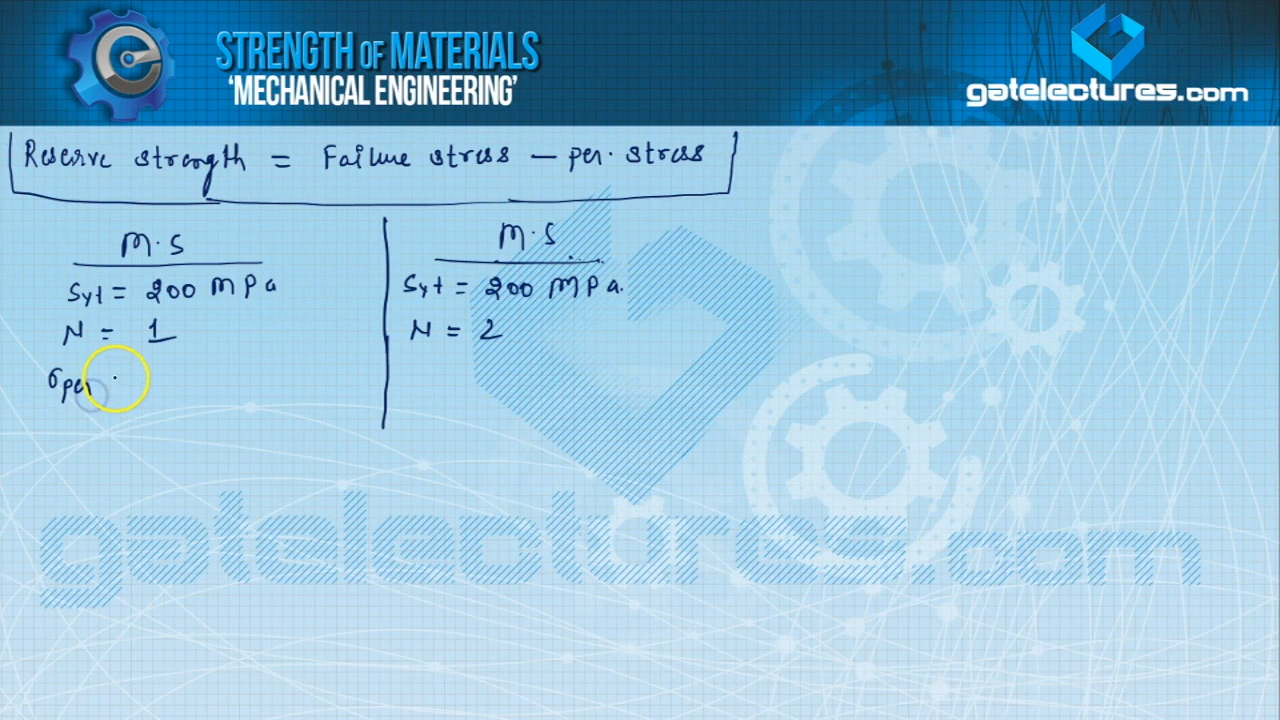 STRENGTH OF MATERIALS
'MECHANICAL ENGINEERING'
gatelectures.com
Reserve strength = Failure stress – per. stress
M.S
Syt = 200 MPa
N = 1
σper
M.S
Syt = 200 MPa.
N = 2
gatelectures.com